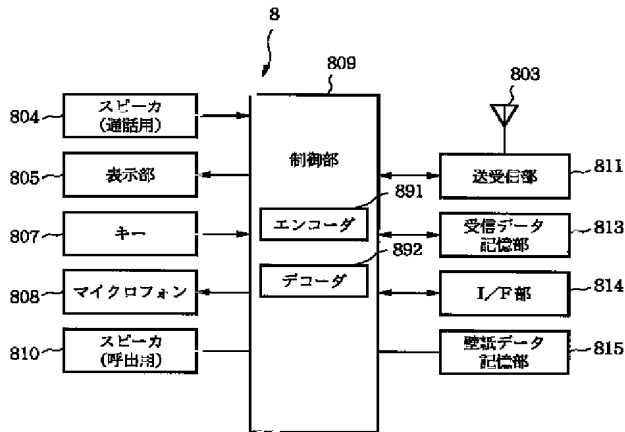 8
809
803
804
スピーカ
(通話用)
805
表示部
807
キー
808
マイクロフォン
810
スピーカ
(呼出用)
制御部
891
エンコーダ
892
デコーダ
送受信部
811
受信データ
記憶部
813
I/F部
814
壁紙データ
記憶部
815